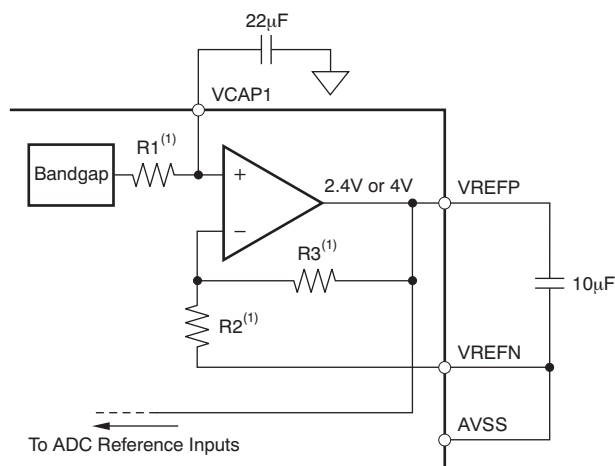 22μF
VCAP1
R1(1)
Bandgap
+
2.4V or 4V
VREFP
−
R3(1)
10μF
R2(1)
VREFN
AVSS
To ADC Reference Inputs